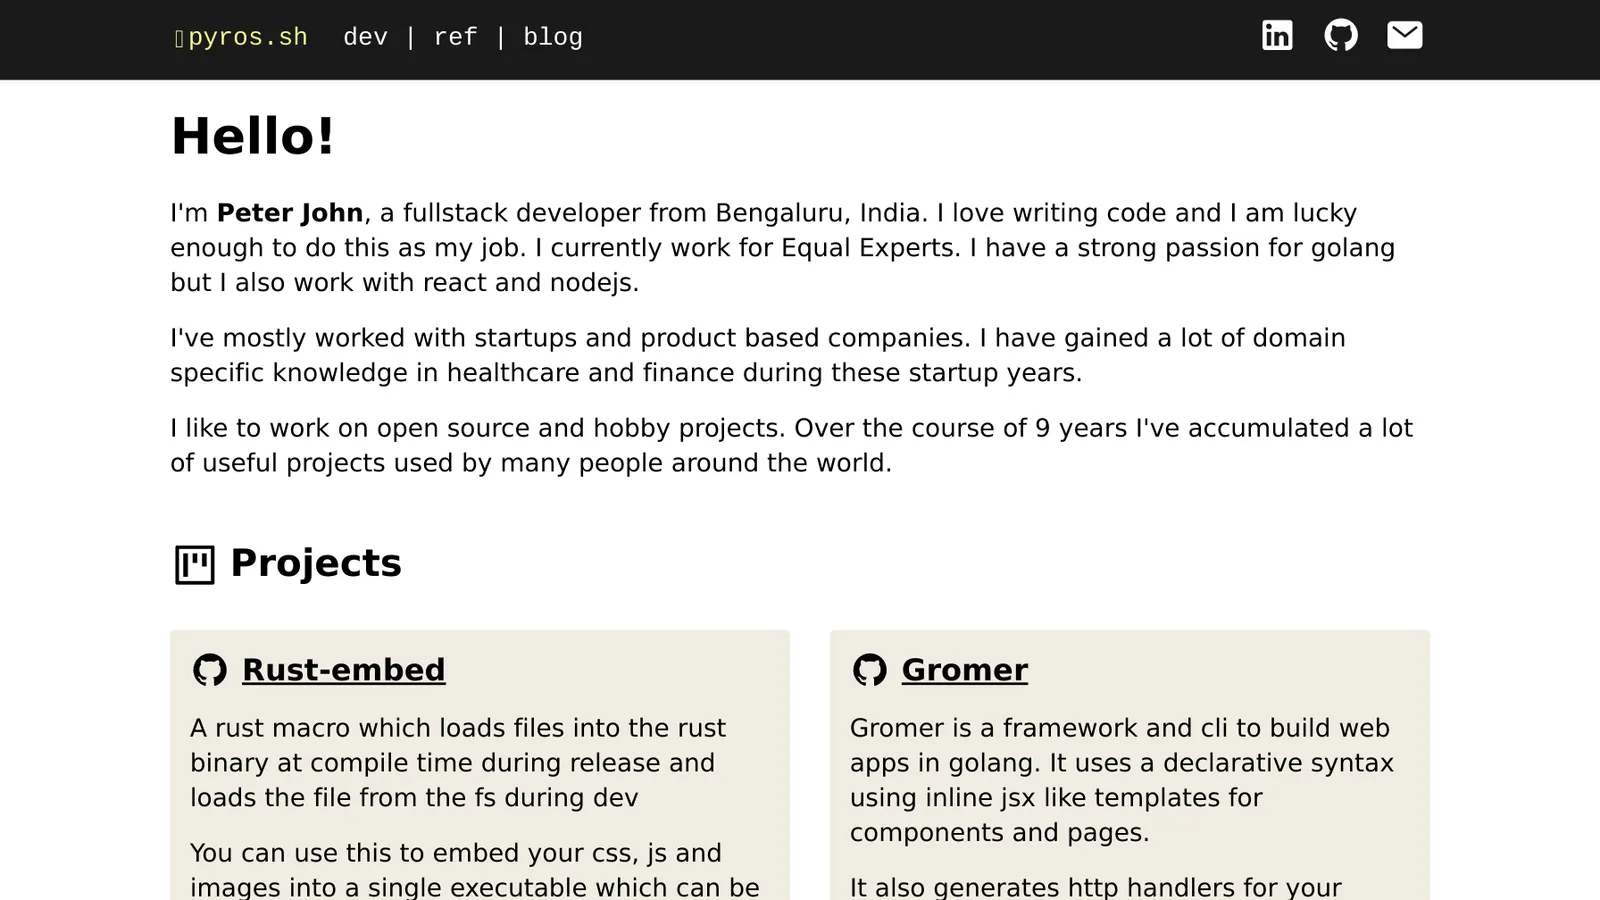 pyros.sh dev | ref | blog
Hello!
I'm Peter John, a fullstack developer from Bengaluru, India. I love writing code and I am lucky
enough to do this as my job. I currently work for Equal Experts. I have a strong passion for golang
but I also work with react and nodejs.
I've mostly worked with startups and product based companies. I have gained a lot of domain
specific knowledge in healthcare and finance during these startup years.
I like to work on open source and hobby projects. Over the course of 9 years I've accumulated a lot
of useful projects used by many people around the world.
Projects
Rust-embed
A rust macro which loads files into the rust
binary at compile time during release and
loads the file from the fs during dev
You can use this to embed your css, js and
images into a single executable which can be
Gromer
Gromer is a framework and cli to build web
apps in golang. It uses a declarative syntax
using inline jsx like templates for
components and pages.
It also generates http handlers for your